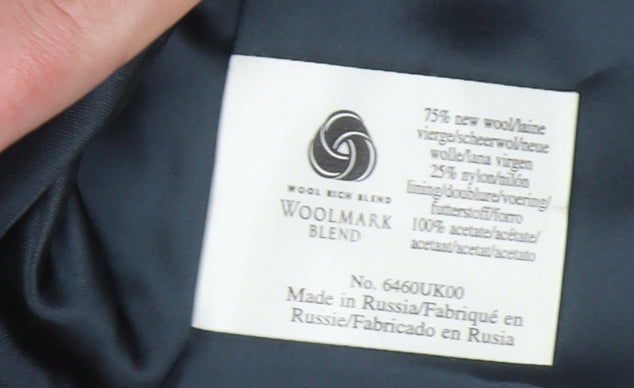 75% new wool/laine
vierge/scheerwol/neue
wolle/lana virgen
25% nylon/nilón
lining/doublure/voering/
futterstoff/forro
100% acetate/acétate/
acetaat/acetat/acetato
WOOL RICH BLEND
WOOLMARK
BLEND
No. 6460UK00
Made in Russia/Fabriqué en
Russie/Fabricado en Rusia